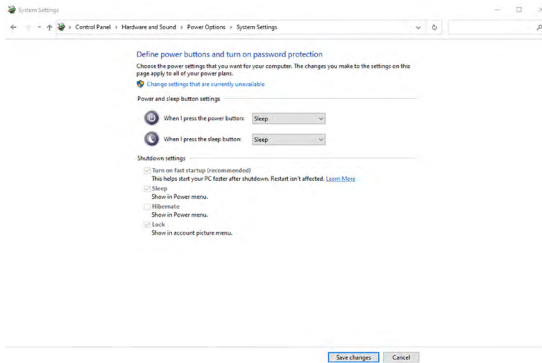 System Settings
Control Panel > Hardware and Sound > Power Options > System Settings
Define power buttons and turn on password protection
Choose the power settings that you want for your computer. The changes you make to the settings on this
page apply to all of your power plans.
Change settings that are currently unavailable
Power and sleep button settings
When I press the power button: Sleep
When I press the sleep button: Sleep
Shutdown settings
Turn on fast startup (recommended)
This helps start your PC faster after shutdown. Restart isn't affected. Learn More
Sleep
Show in Power menu.
Hibernate
Show in Power menu.
Lock
Show in account picture menu.
Save changes Cancel